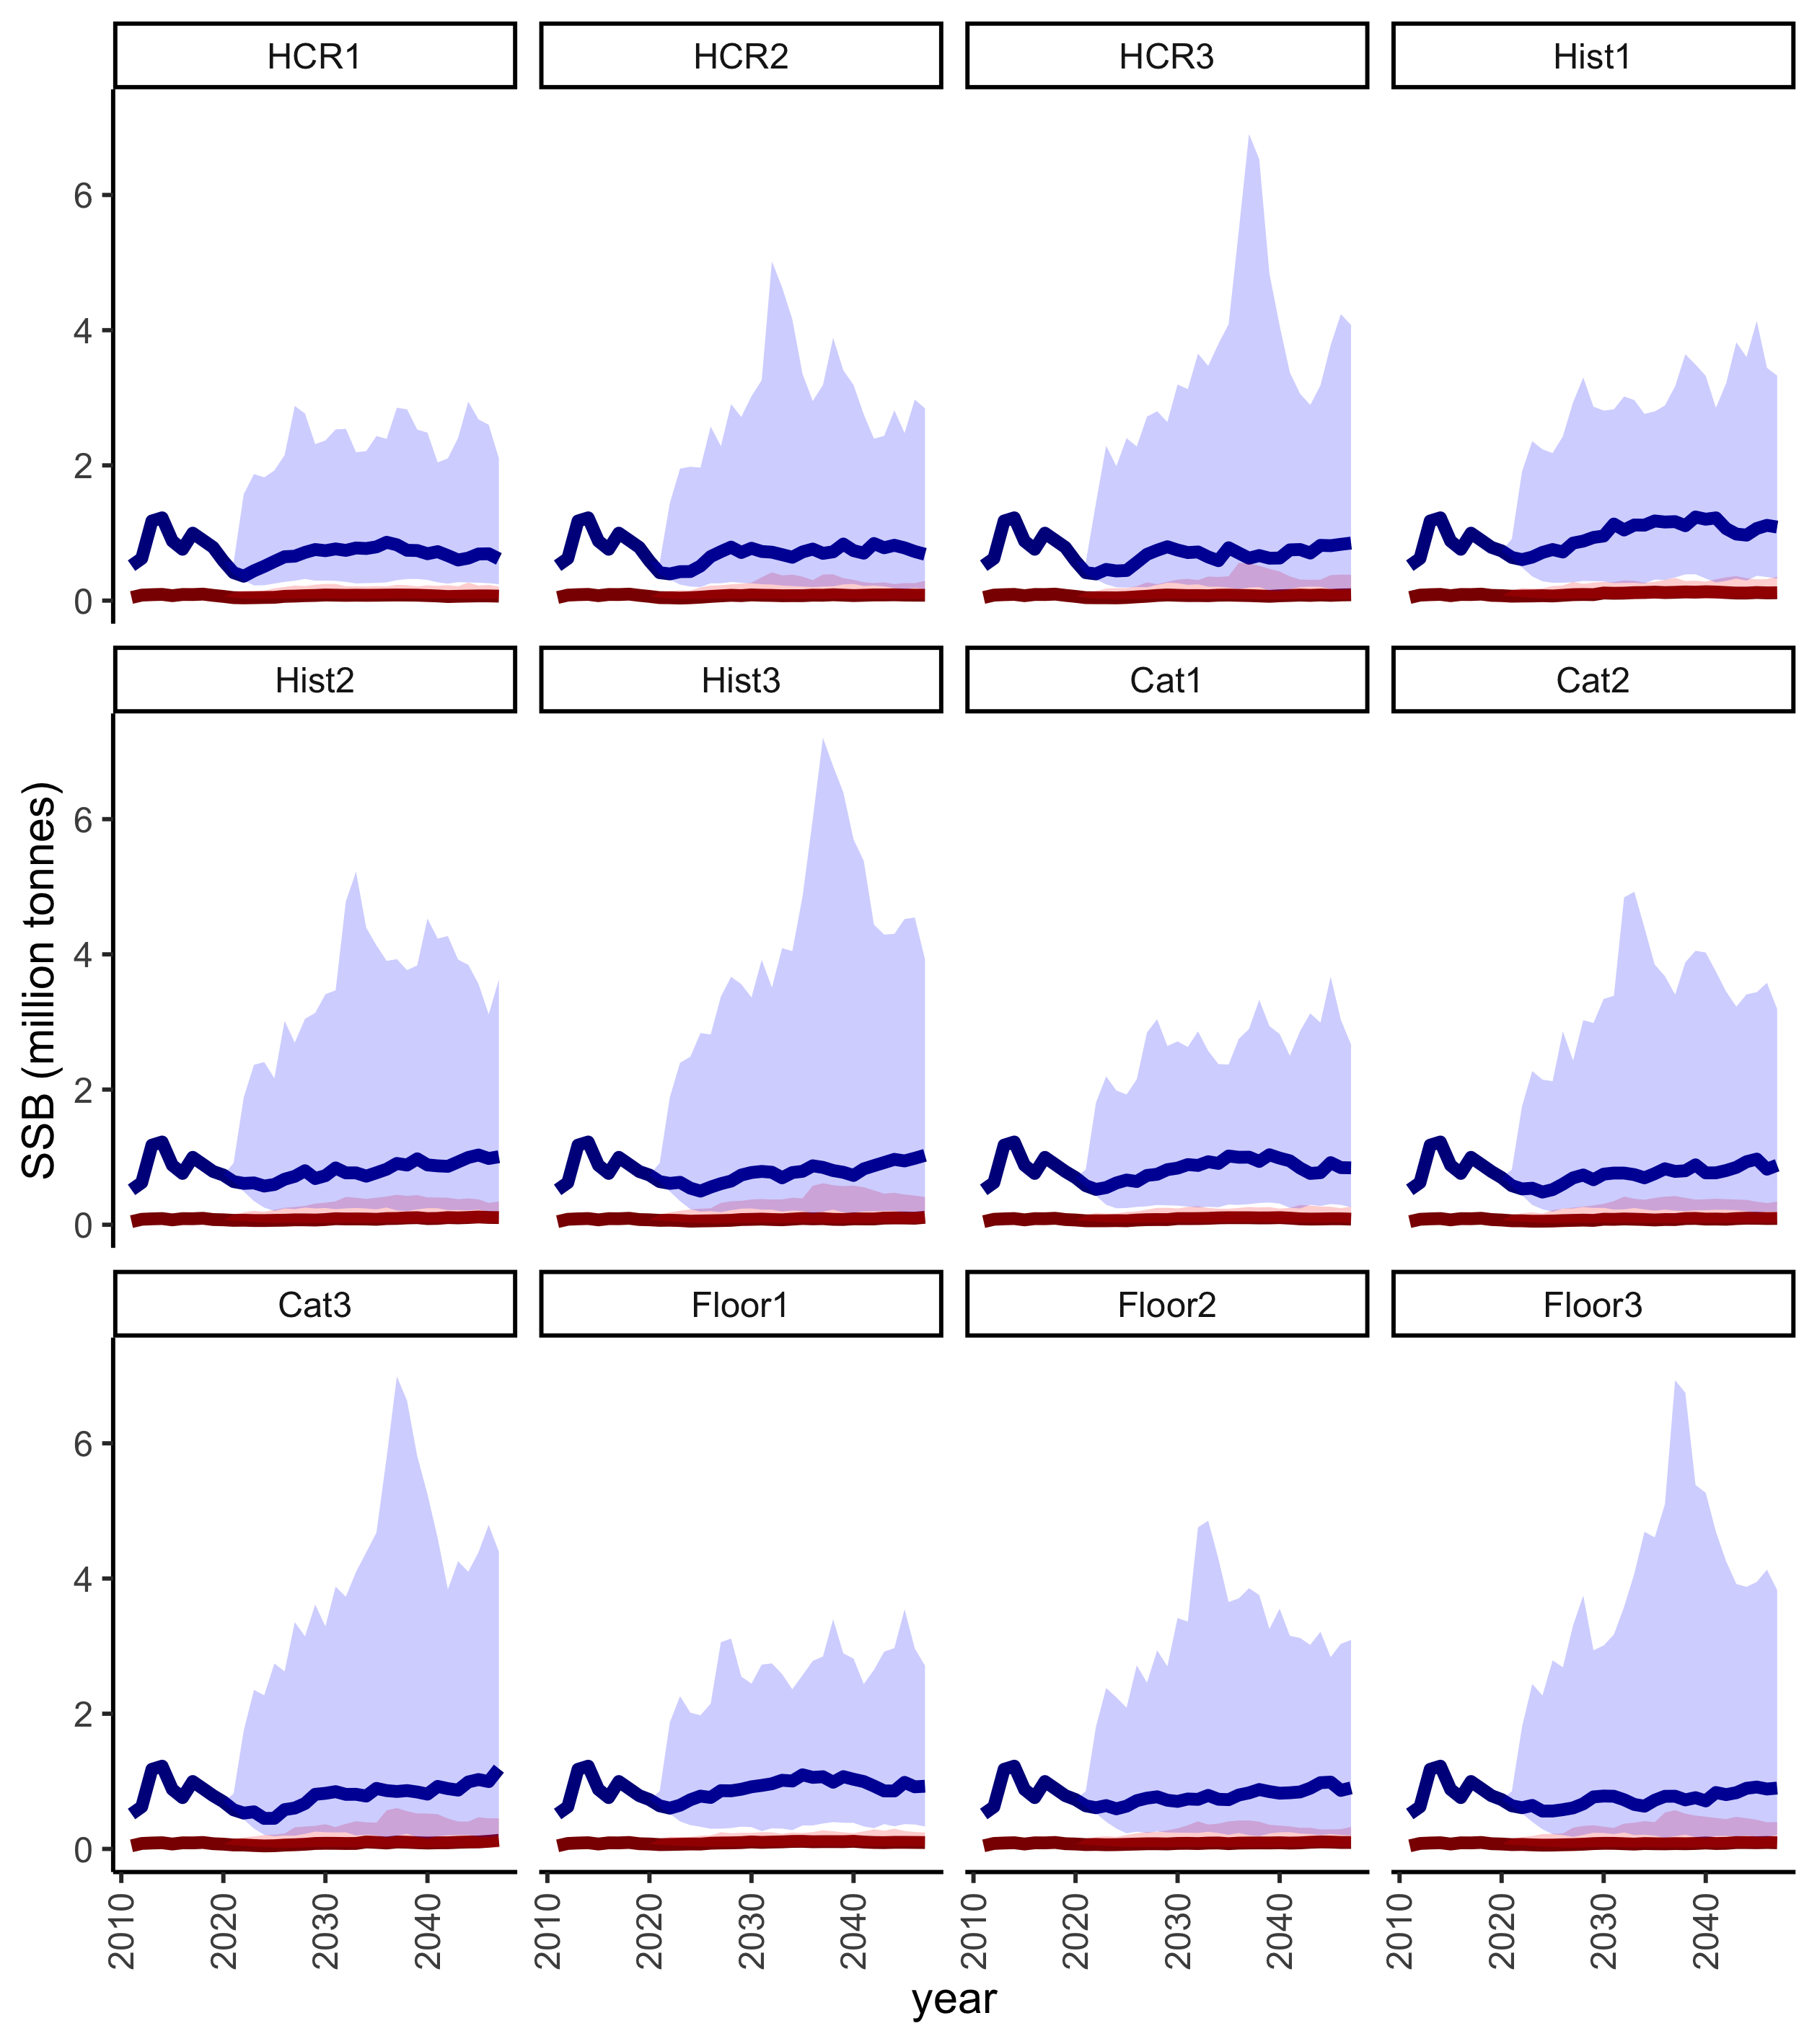 HCR1 HCR2 HCR3 Hist1
6
4
2
0
Hist2 Hist3 Cat1 Cat2
6
4
2
0
SSB (million tonnes)
Cat3 Floor1 Floor2 Floor3
6
4
2
0
2010 2020 2030 2040 2010 2020 2030 2040 2010 2020 2030 2040 2010 2020 2030 2040
year